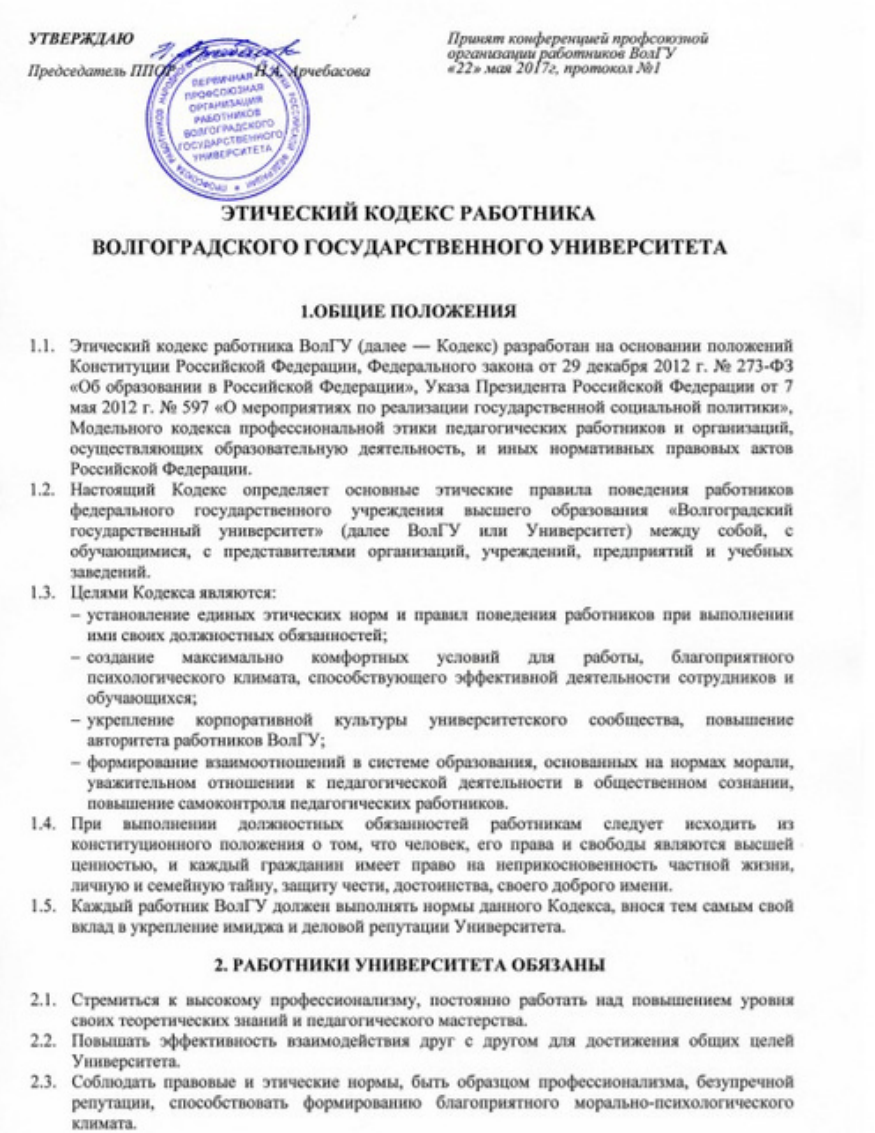 УТВЕРЖДАЮ
Принят конференцией профсоюзной
организации работников ВолГУ
«22» мая 2017г, протокол №1
Председатель ППОР Н.А. Арчебасова
ПЕРВИЧНАЯ
ПРОФСОЮЗНАЯ
ОРГАНИЗАЦИЯ
РАБОТНИКОВ
ВОЛГОГРАДСКОГО
ГОСУДАРСТВЕННОГО
УНИВЕРСИТЕТА
ЭТИЧЕСКИЙ КОДЕКС РАБОТНИКА
ВОЛГОГРАДСКОГО ГОСУДАРСТВЕННОГО УНИВЕРСИТЕТА
1.ОБЩИЕ ПОЛОЖЕНИЯ
1.1. Этический кодекс работника ВолГУ (далее — Кодекс) разработан на основании положений
Конституции Российской Федерации, Федерального закона от 29 декабря 2012 г. № 273-ФЗ
«Об образовании в Российской Федерации», Указа Президента Российской Федерации от 7
мая 2012 г. № 597 «О мероприятиях по реализации государственной социальной политики»,
Модельного кодекса профессиональной этики педагогических работников и организаций,
осуществляющих образовательную деятельность, и иных нормативных правовых актов
Российской Федерации.
1.2. Настоящий Кодекс определяет основные этические правила поведения работников
федерального государственного учреждения высшего образования «Волгоградский
государственный университет» (далее ВолГУ или Университет) между собой, с
обучающимися, с представителями организаций, учреждений, предприятий и учебных
заведений.
1.3. Целями Кодекса являются:
– установление единых этических норм и правил поведения работников при выполнении
ими своих должностных обязанностей;
– создание максимально комфортных условий для работы, благоприятного
психологического климата, способствующего эффективной деятельности сотрудников и
обучающихся;
– укрепление корпоративной культуры университетского сообщества, повышение
авторитета работников ВолГУ;
– формирование взаимоотношений в системе образования, основанных на нормах морали,
уважительном отношении к педагогической деятельности в общественном сознании,
повышение самоконтроля педагогических работников.
1.4. При выполнении должностных обязанностей работникам следует исходить из
конституционного положения о том, что человек, его права и свободы являются высшей
ценностью, и каждый гражданин имеет право на неприкосновенность частной жизни,
личную и семейную тайну, защиту чести, достоинства, своего доброго имени.
1.5. Каждый работник ВолГУ должен выполнять нормы данного Кодекса, внося тем самым свой
вклад в укрепление имиджа и деловой репутации Университета.
2. РАБОТНИКИ УНИВЕРСИТЕТА ОБЯЗАНЫ
2.1. Стремиться к высокому профессионализму, постоянно работать над повышением уровня
своих теоретических знаний и педагогического мастерства.
2.2. Повышать эффективность взаимодействия друг с другом для достижения общих целей
Университета.
2.3. Соблюдать правовые и этические нормы, быть образом профессионализма, безупречной
репутации, способствовать формированию благоприятного морально-психологического
климата.